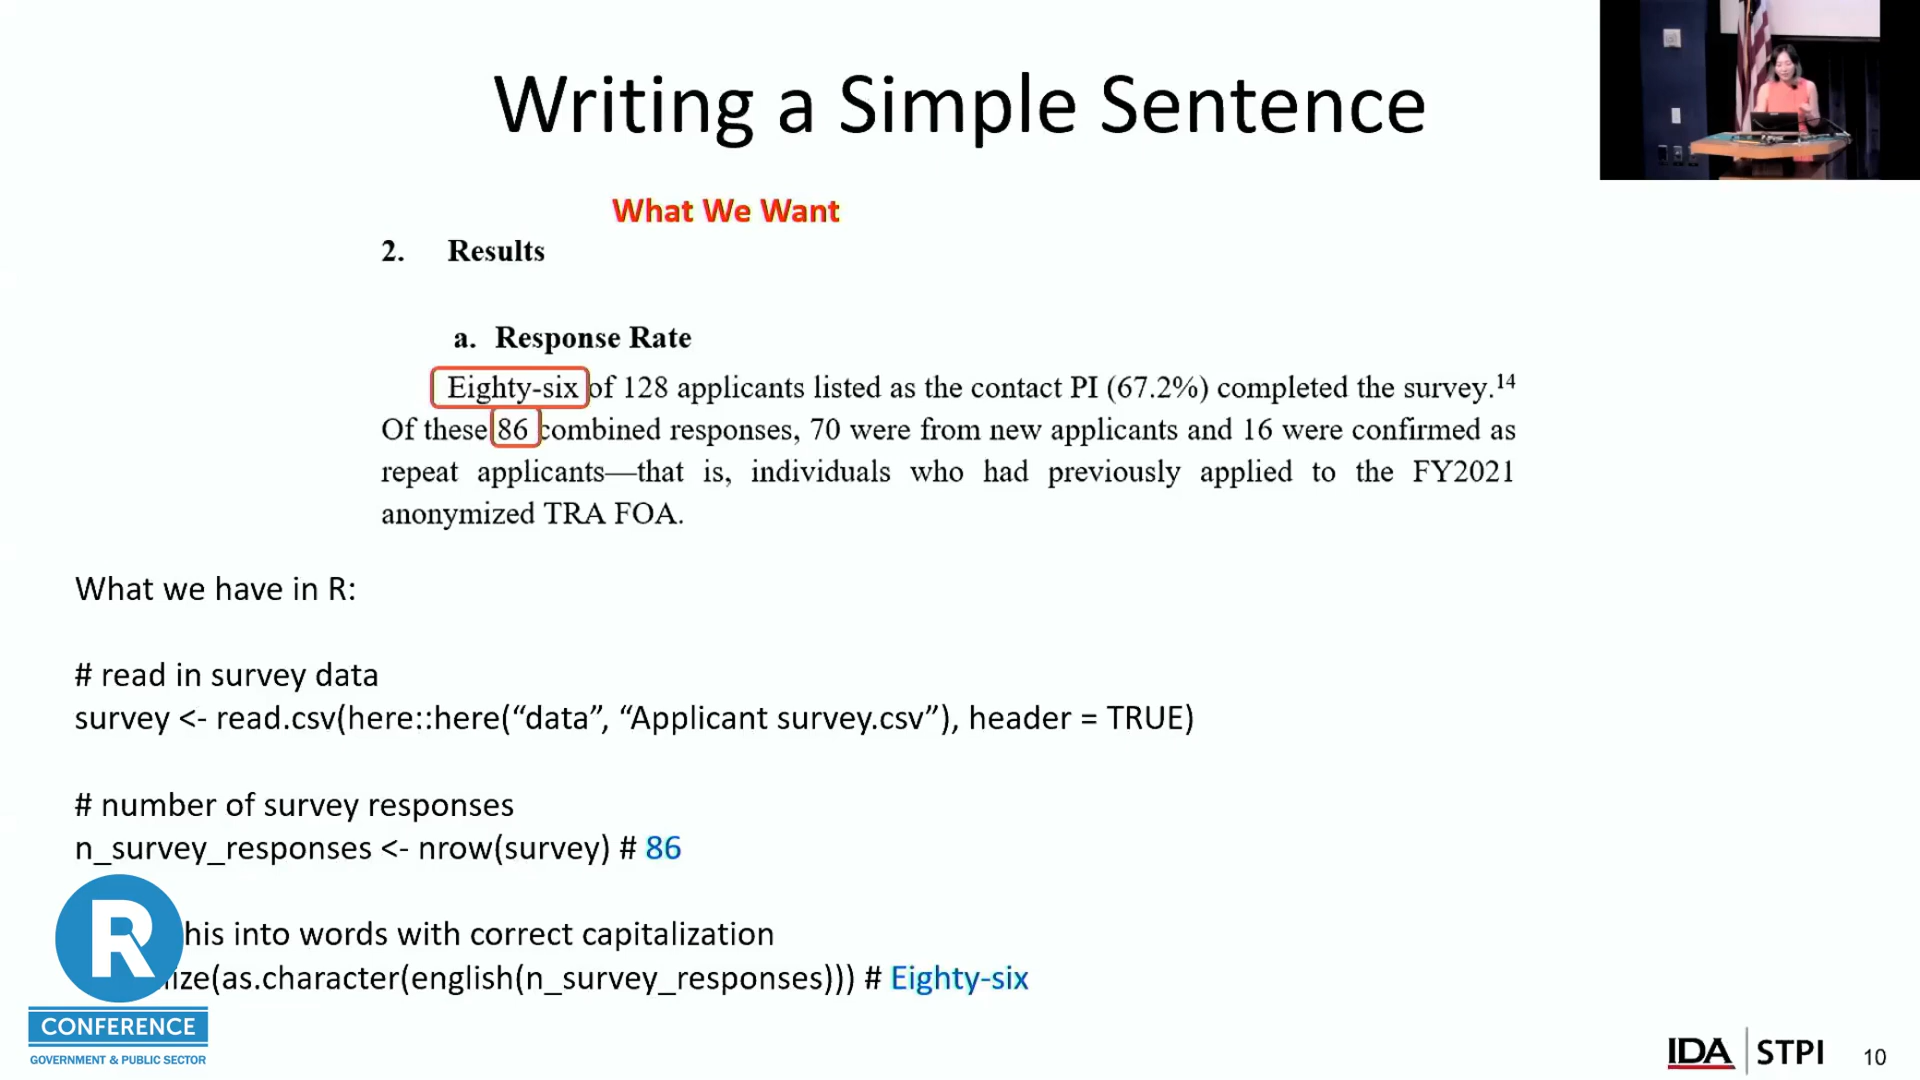 Writing a Simple Sentence
What We Want
2. Results
a. Response Rate
Eighty-six of 128 applicants listed as the contact PI (67.2%) completed the survey.14
Of these 86 combined responses, 70 were from new applicants and 16 were confirmed as
repeat applicants—that is, individuals who had previously applied to the FY2021
anonymized TRA FOA.
What we have in R:
# read in survey data
survey <- read.csv(here::here(“data”, “Applicant survey.csv”), header = TRUE)
# number of survey responses
n_survey_responses <- nrow(survey) # 86
his into words with correct capitalization
ize(as.character(english(n_survey_responses))) # Eighty-six
R
CONFERENCE
GOVERNMENT & PUBLIC SECTOR
IDA | STPI 10